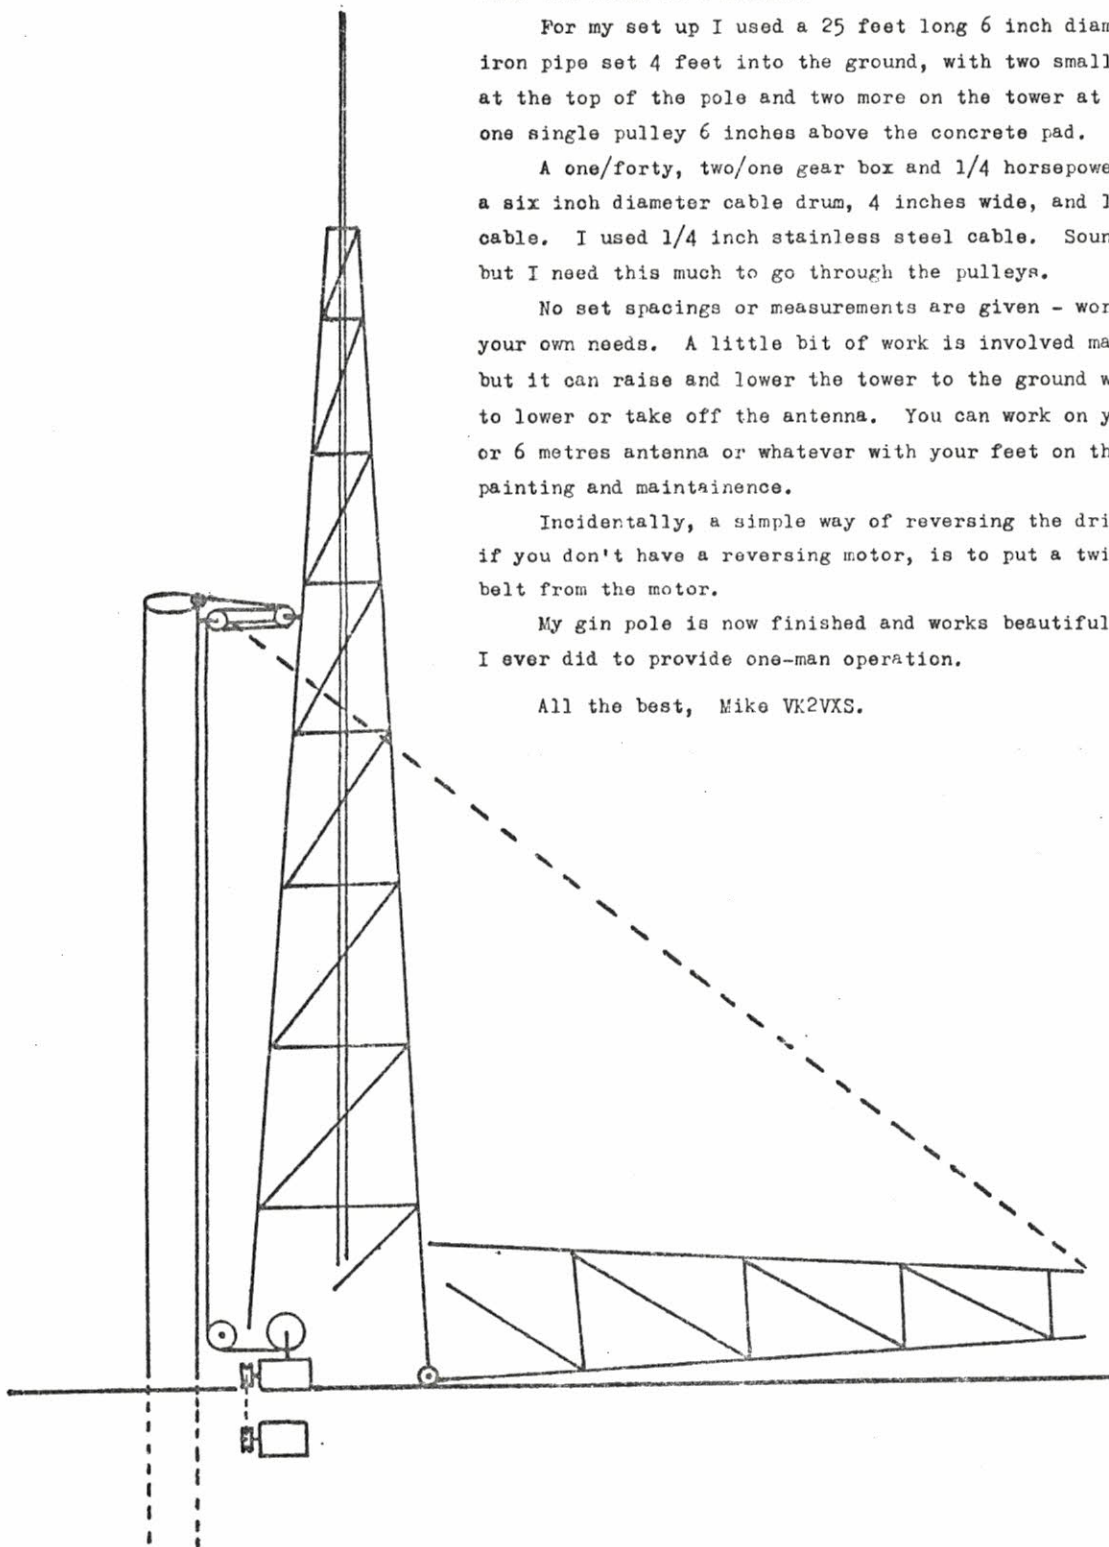 For my set up I used a 25 feet long 6 inch diam
iron pipe set 4 feet into the ground, with two small
at the top of the pole and two more on the tower at
one single pulley 6 inches above the concrete pad.
A one/forty, two/one gear box and 1/4 horsepowe
a six inch diameter cable drum, 4 inches wide, and 1
cable. I used 1/4 inch stainless steel cable. Soun
but I need this much to go through the pulleys.
No set spacings or measurements are given - wor
your own needs. A little bit of work is involved ma
but it can raise and lower the tower to the ground w
to lower or take off the antenna. You can work on y
or 6 metres antenna or whatever with your feet on th
painting and maintainence.
Incidentally, a simple way of reversing the dri
if you don't have a reversing motor, is to put a twi
belt from the motor.
My gin pole is now finished and works beautiful
I ever did to provide one-man operation.
All the best, Mike VK2VXS.